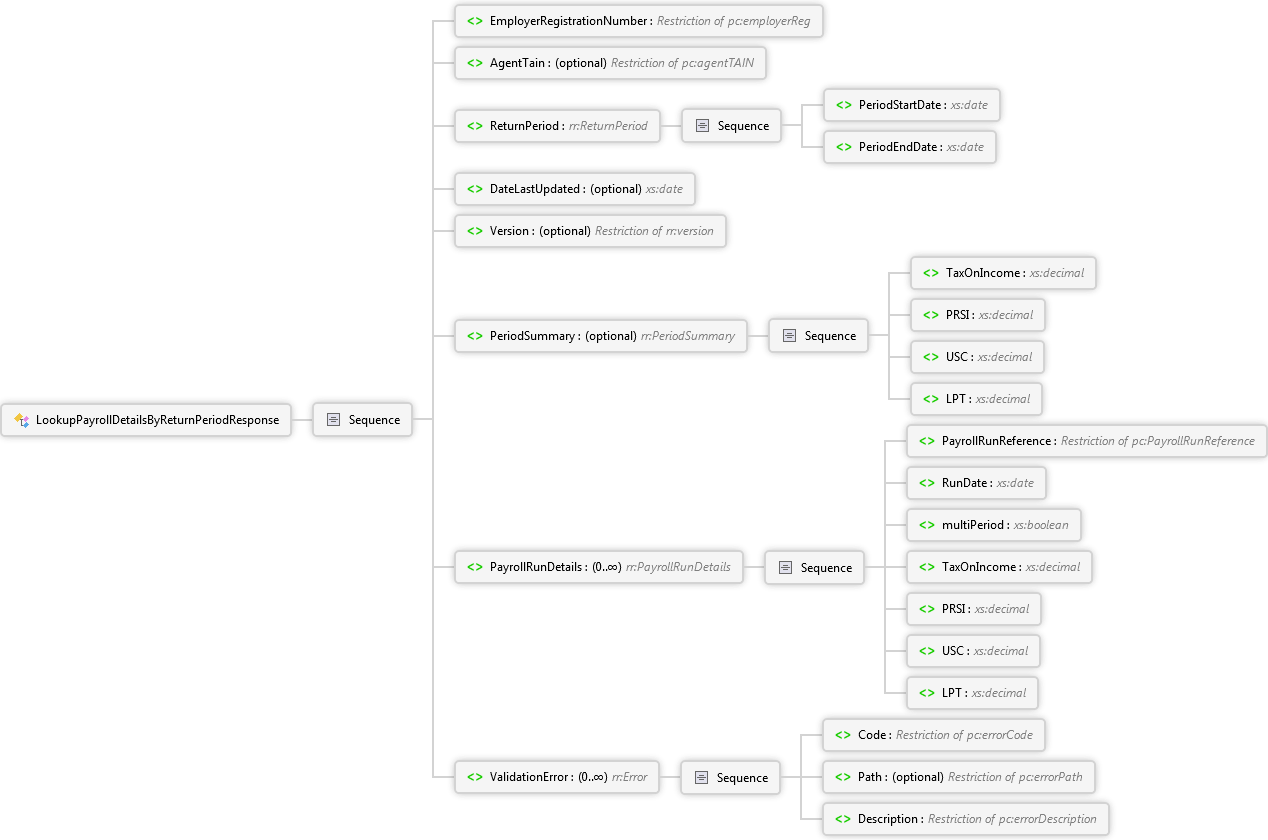 EmployerRegistrationNumber : Restriction of pc:employerReg
AgentTain : (optional) Restriction of pc:agentTAIN
ReturnPeriod : rr:ReturnPeriod
Sequence
PeriodStartDate : xs:date
PeriodEndDate : xs:date
DateLastUpdated : (optional) xs:date
Version : (optional) Restriction of rr:version
PeriodSummary : (optional) rr:PeriodSummary
Sequence
TaxOnIncome : xs:decimal
PRSI : xs:decimal
USC : xs:decimal
LPT : xs:decimal
LookupPayrollDetailsByReturnPeriodResponse
Sequence
PayrollRunDetails : (0..∞) rr:PayrollRunDetails
Sequence
PayrollRunReference : Restriction of pc:PayrollRunReference
RunDate : xs:date
multiPeriod : xs:boolean
TaxOnIncome : xs:decimal
PRSI : xs:decimal
USC : xs:decimal
LPT : xs:decimal
ValidationError : (0..∞) rr:Error
Sequence
Code : Restriction of pc:errorCode
Path : (optional) Restriction of pc:errorPath
Description : Restriction of pc:errorDescription